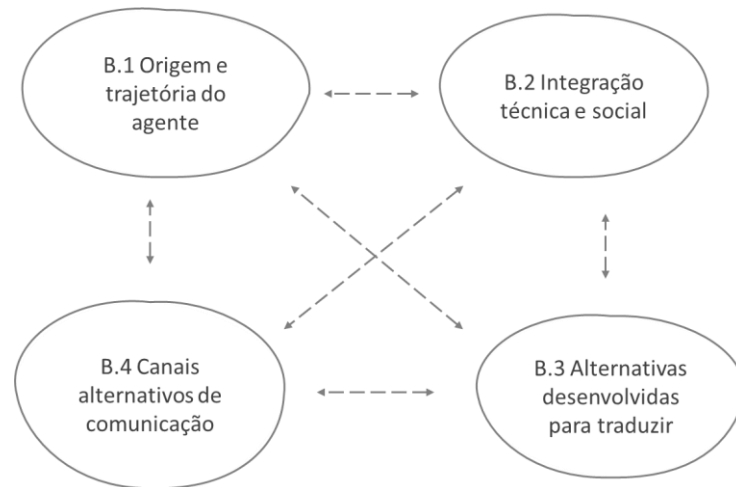 B.1 Origem e
trajetória do
agente
B.2 Integração
técnica e social
B.4 Canais
alternativos de
comunicação
B.3 Alternativas
desenvolvidas
para traduzir